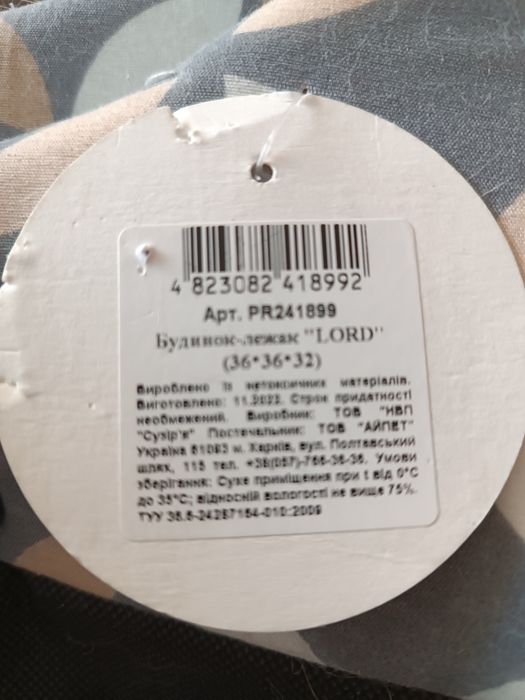 4 823082 418992
Арт. PR241899
Будинок-лежак "LORD"
(36*36*32)
Вироблено із нетоксичних матеріалів.
Виготовлено: 11.2022. Строк придатності
необмежений. Виробник: ТОВ "НВП
"Сузір'я" Постачальник: ТОВ "АЙПЕТ"
Україна 61093 м. Харків, вул. Полтавський
шлях, 115 тел. +38(057)-766-36-36. Умови
зберігання: Сухе приміщення при t від 0°С
до 35°С; відносній вологості не вище 75%.
ТУУ 36.6-24287164-010:2009